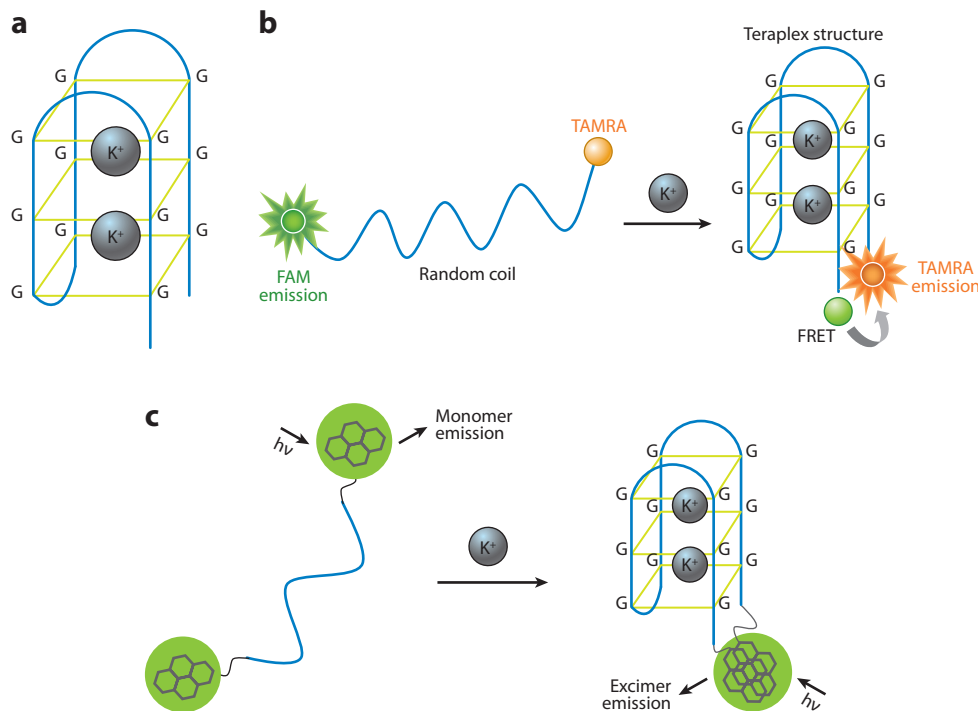 a
G
G
G
G
K+
G
G
G
G
K+
G
G
G
G
b
FAM
emission
Random coil
TAMRA
K+
Teraplex structure
G
G
G
G
K+
G
G
G
G
K+
G
G
G
TAMRA
emission
FRET
c
hν
Monomer
emission
K+
G
G
G
G
K+
G
G
G
G
K+
G
G
G
G
Excimer
emission
hν